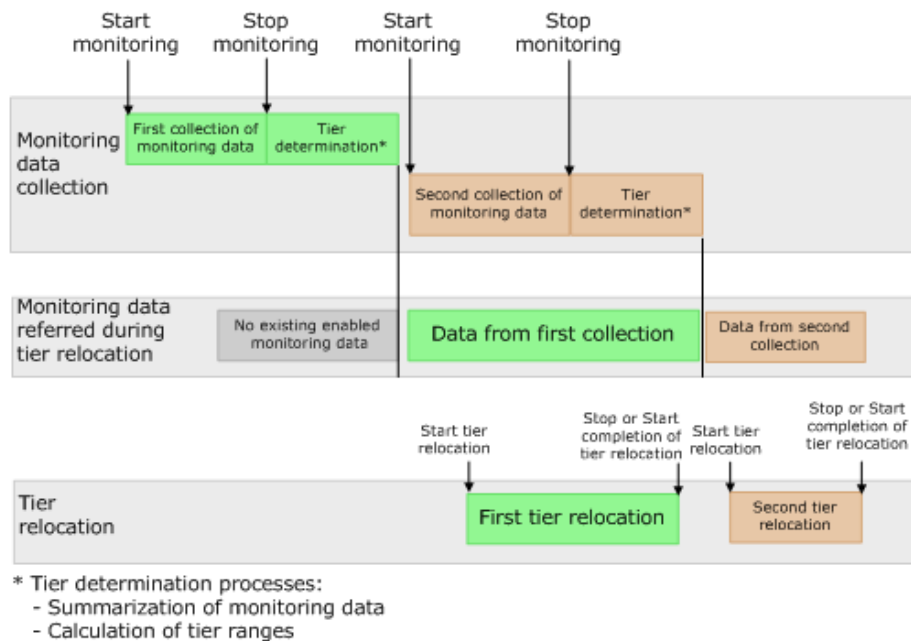 Start
monitoring
Stop
monitoring
Start
monitoring
Stop
monitoring
Monitoring
data
collection
First collection of
monitoring data
Tier
determination*
Second collection of
monitoring data
Tier
determination*
Monitoring data
referred during
tier relocation
No existing enabled
monitoring data
Data from first collection
Data from second
collection
Start tier
relocation
Stop or Start
completion of
tier relocation
Start tier
relocation
Stop or Start
completion of
tier relocation
Tier
relocation
First tier relocation
Second tier
relocation
* Tier determination processes:
- Summarization of monitoring data
- Calculation of tier ranges